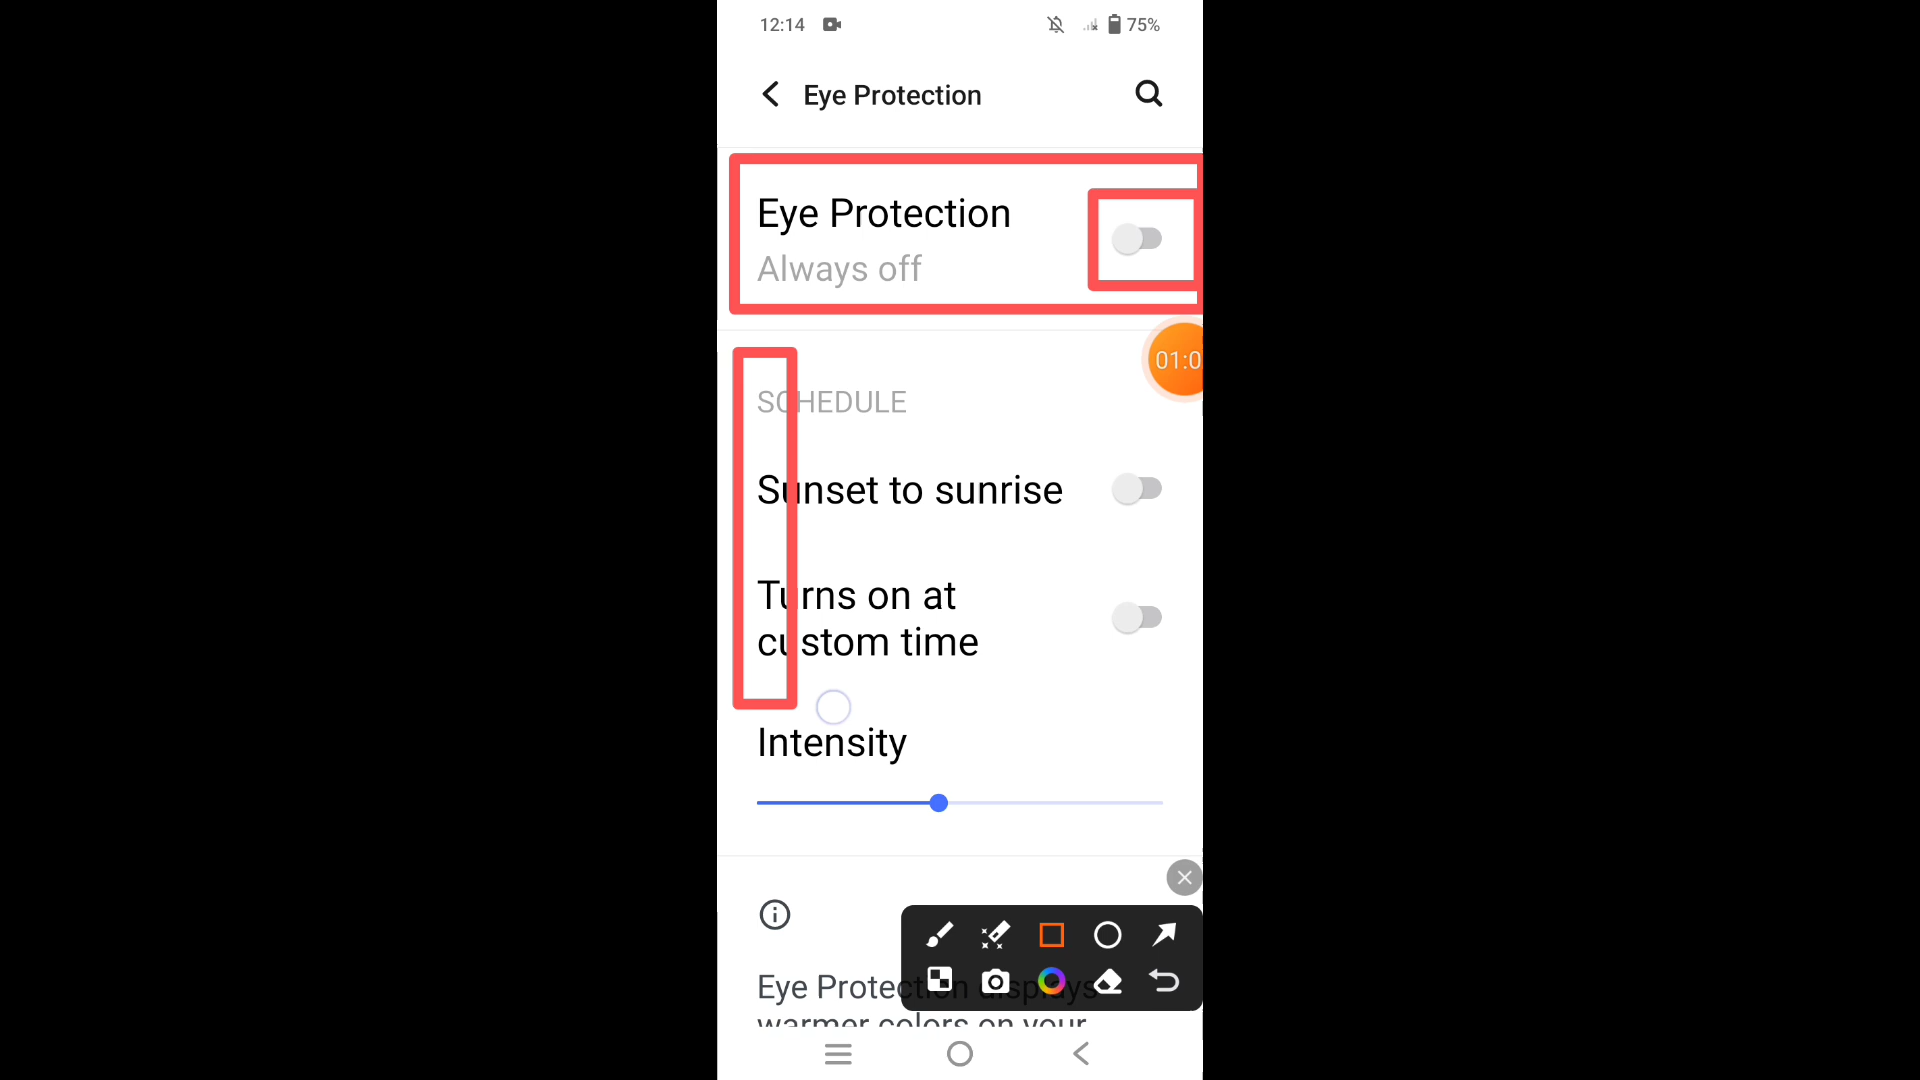 12:14 75%
Eye Protection
Eye Protection
Always off
01:0
SCHEDULE
Sunset to sunrise
Turns on at
custom time
Intensity
Eye Protection displays
warmer colors on your